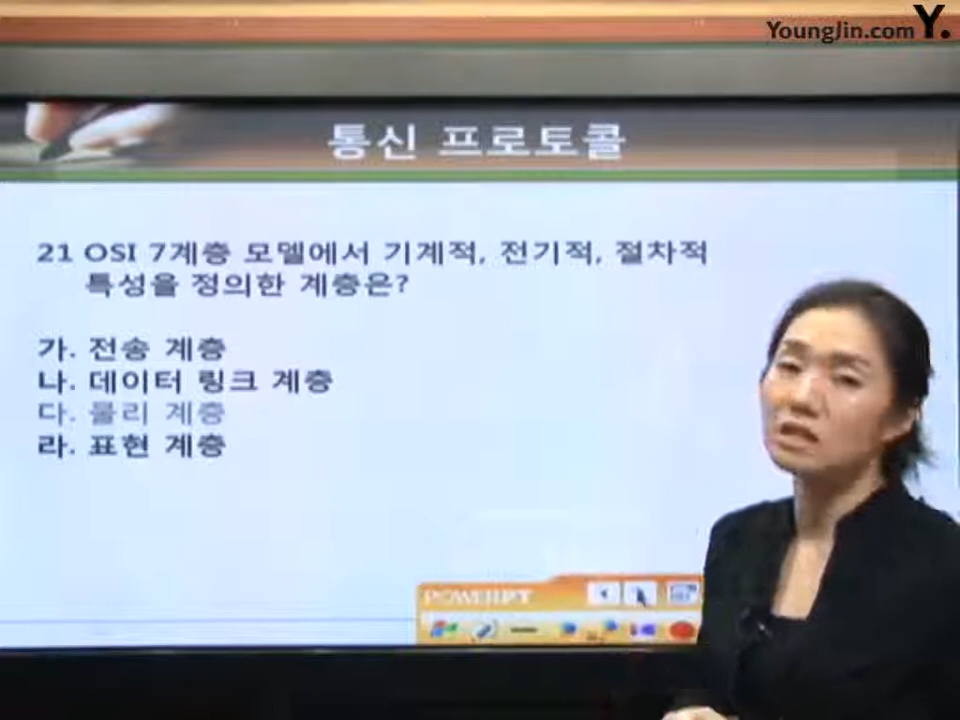 YoungJin.com Y.
통신 프로토콜
21 OSI 7계층 모델에서 기계적, 전기적, 절차적
특성을 정의한 계층은?
가. 전송 계층
나. 데이터 링크 계층
다. 물리 계층
라. 표현 계층
POWERPT